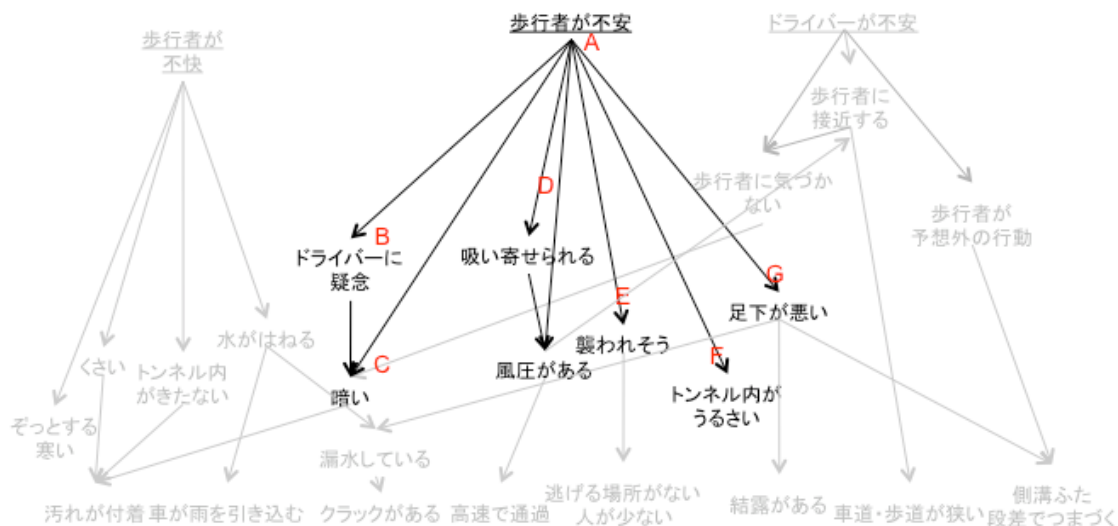 歩行者が不安
ドライバーが不安
歩行者が
不快
A
歩行者に
接近する
D
歩行者に気づか
ない
歩行者が
予想外の行動
B
ドライバーに
疑念
吸い寄せられる
G
足下が悪い
E
襲われそう
水がはねる
くさい
トンネル内
がきたない
C
暗い
風圧がある
F
トンネル内が
うるさい
ぞっとする
寒い
漏水している
汚れが付着
車が雨を引き込む
クラックがある
高速で通過
逃げる場所がない
人が少ない
結露がある
車道・歩道が狭い
側溝ふた
段差でつまづく